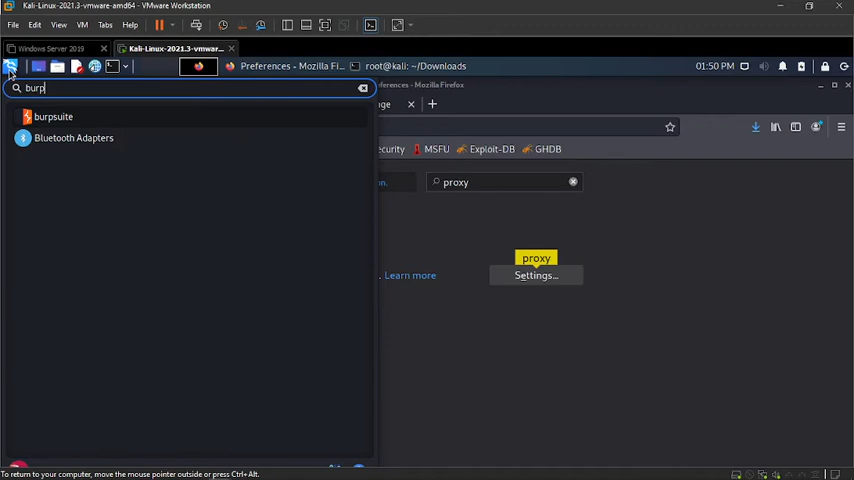 Kali-Linux-2021.3-vmware-amd64 - VMware Workstation
File Edit View VM Tabs Help
Windows Server 2019 Kali-Linux-2021.3-vmwar...
Preferences - Mozilla Fi... root@kali: ~/Downloads 01:50 PM
burp eferences - Mozilla Firefox
nge
burpsuite
Bluetooth Adapters
ecurity MSFU Exploit-DB GHDB
on. proxy
proxy
. Learn more Settings...
To return to your computer, move the mouse pointer outside or press Ctrl+Alt.